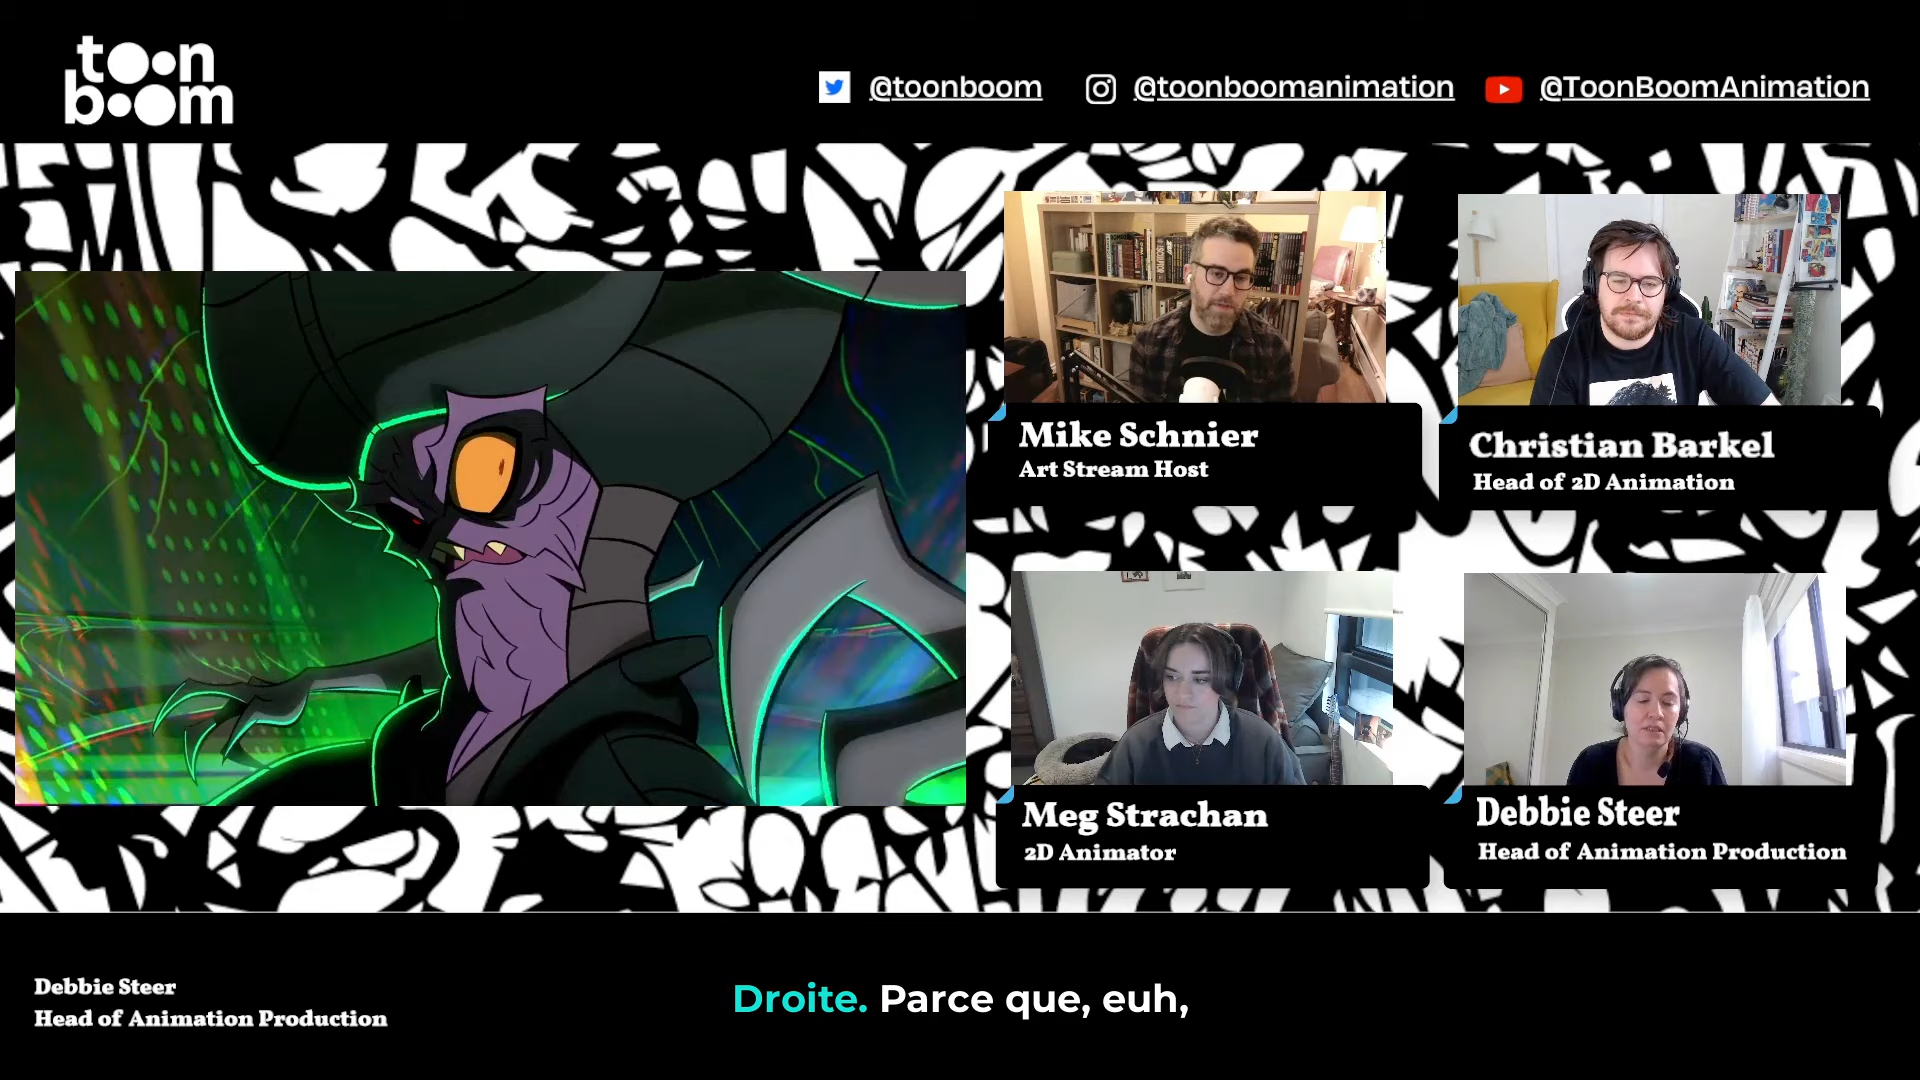 toon
boom
@toonboom
@toonboomanimation
@ToonBoomAnimation
Mike Schnier
Art Stream Host
Christian Barkel
Head of 2D Animation
Meg Strachan
2D Animator
Debbie Steer
Head of Animation Production
Debbie Steer
Head of Animation Production
Droite. Parce que, euh,